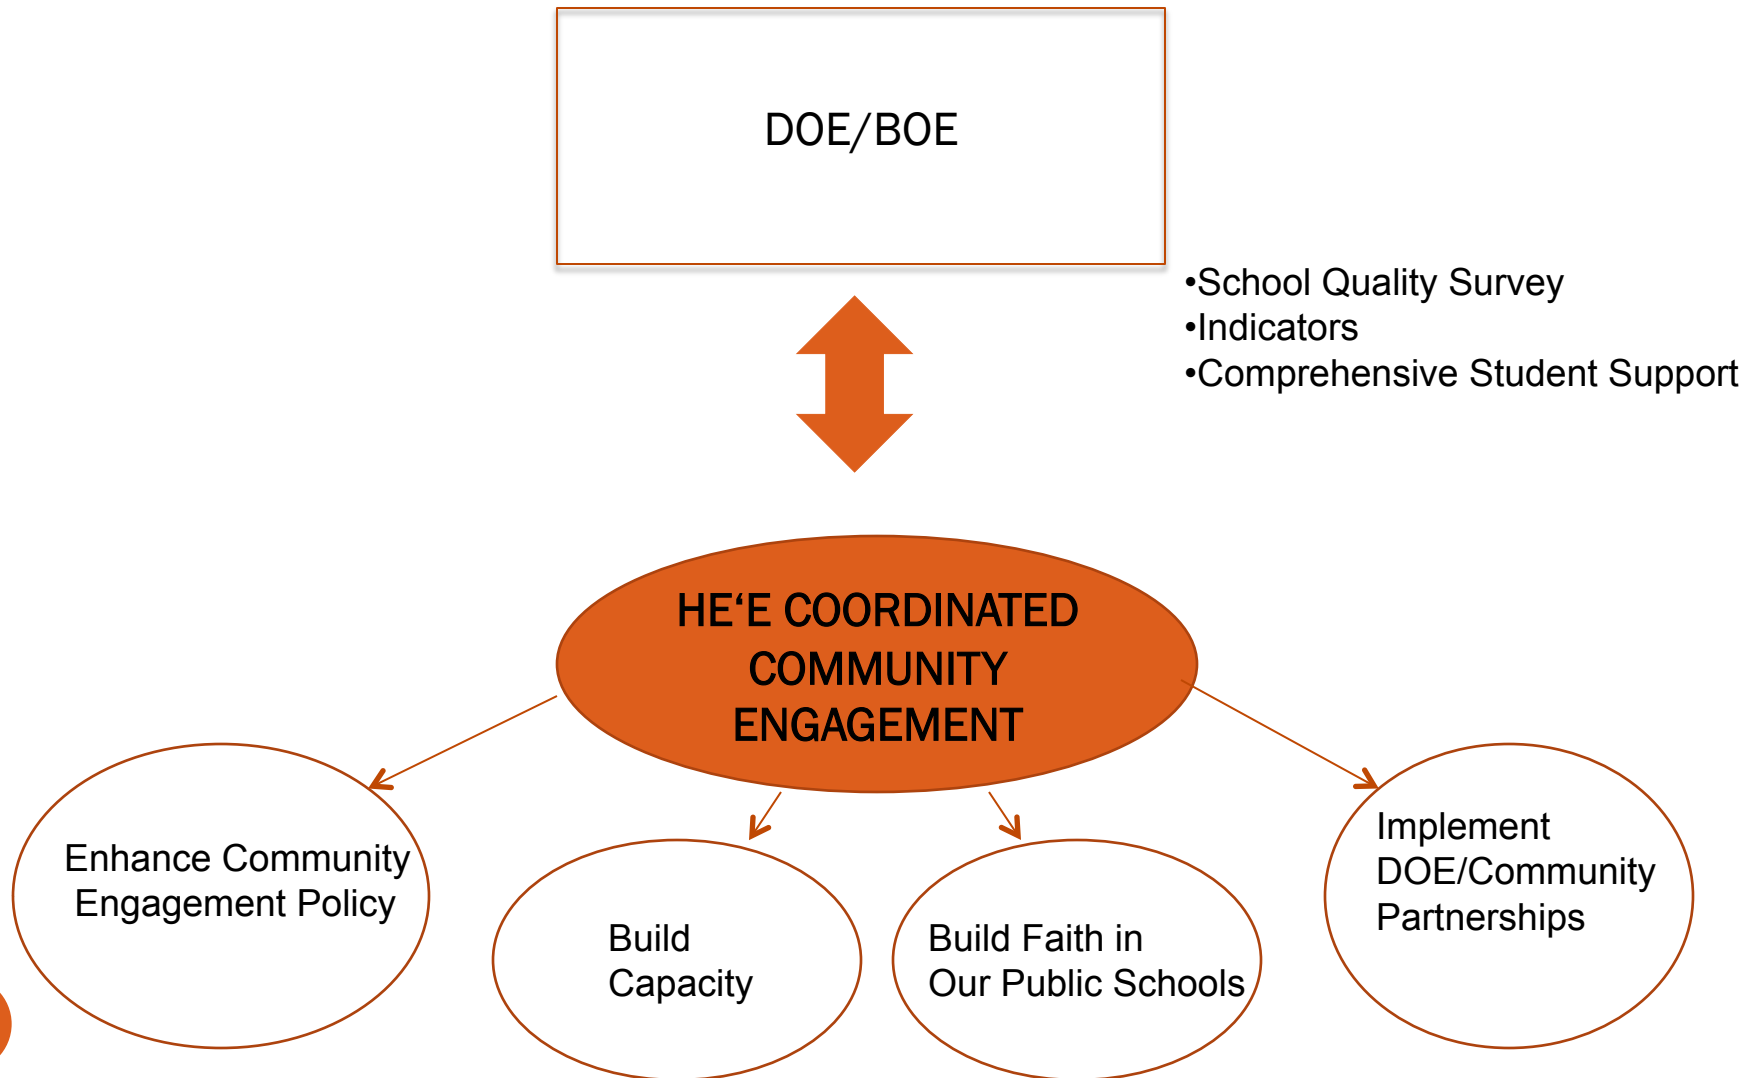 DOE/BOE
•School Quality Survey
•Indicators
•Comprehensive Student Support
HE‘E COORDINATED
COMMUNITY
ENGAGEMENT
Enhance Community
Engagement Policy
Build
Capacity
Build Faith in
Our Public Schools
Implement
DOE/Community
Partnerships